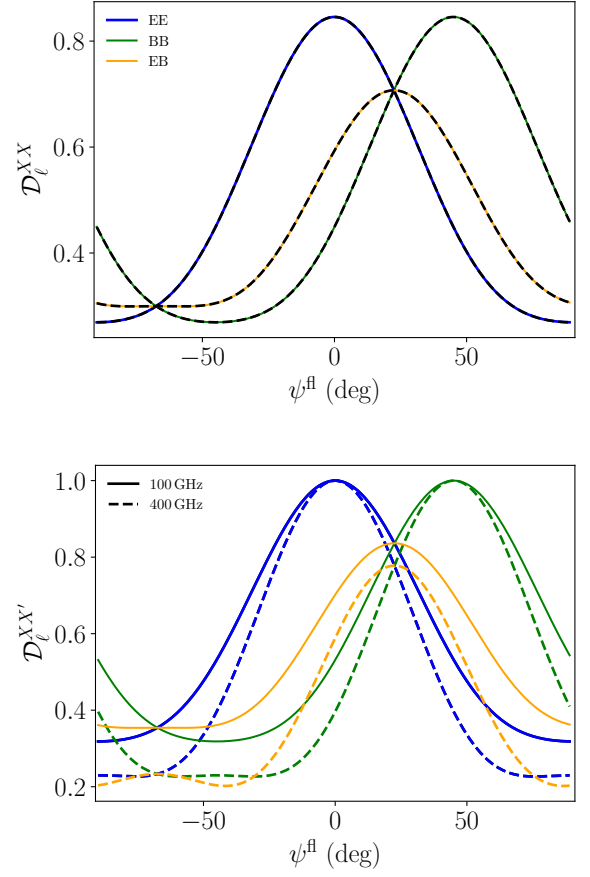 EE
BB
EB
0.8
0.6
0.4
𝒟_ℓ^{XX}
−50 0 50
ψ^{fl} (deg)
100 GHz
400 GHz
1.0
0.8
0.6
0.4
0.2
𝒟_ℓ^{XX′}
−50 0 50
ψ^{fl} (deg)